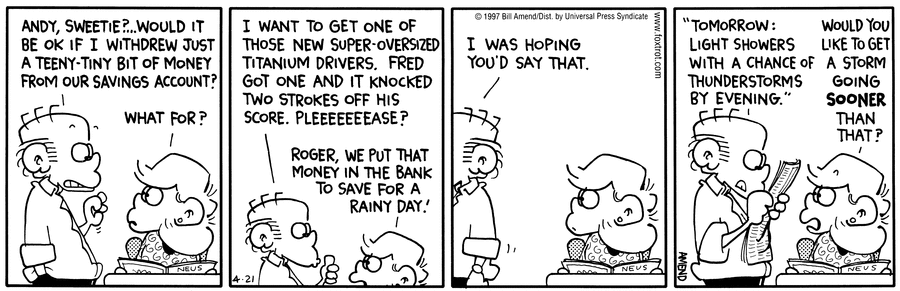 ANDY, SWEETIE?...WOULD IT
BE OK IF I WITHDREW JUST
A TEENY-TINY BIT OF MONEY
FROM OUR SAVINGS ACCOUNT?
WHAT FOR?
NEWS
I WANT TO GET ONE OF
THOSE NEW SUPER-OVERSIZED
TITANIUM DRIVERS. FRED
GOT ONE AND IT KNOCKED
TWO STROKES OFF HIS
SCORE. PLEEEEEEEASE?
ROGER, WE PUT THAT
MONEY IN THE BANK
TO SAVE FOR A
RAINY DAY!
4-21
© 1997 Bill Amend/Dist. by Universal Press Syndicate
www.foxtrot.com
I WAS HOPING
YOU'D SAY THAT.
NEWS
"TOMORROW:
LIGHT SHOWERS
WITH A CHANCE OF
THUNDERSTORMS
BY EVENING."
WOULD YOU
LIKE TO GET
A STORM
GOING
SOONER
THAN
THAT?
AMEND
NEWS